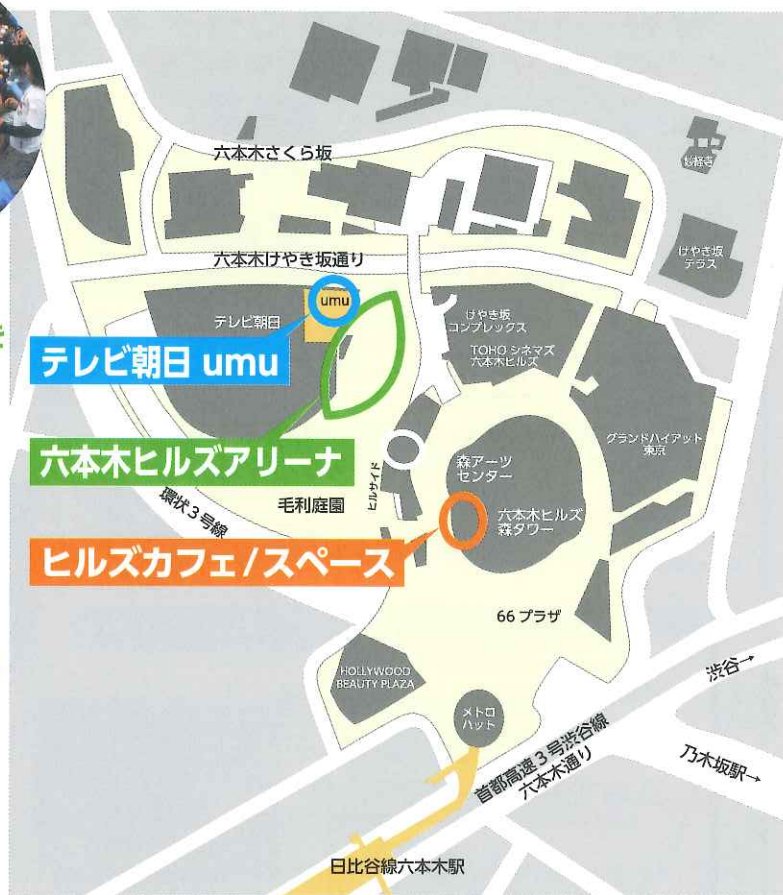 六本木さくら坂
妙経寺
けやき坂
テラス
六本木けやき坂通り
umu
テレビ朝日
けやき坂
コンプレックス
TOHO シネマズ
六本木ヒルズ
テレビ朝日 umu
グランドハイアット
東京
六本木ヒルズアリーナ
森アーツ
センター
ヒルサイド
毛利庭園
環状3号線
六本木ヒルズ
森タワー
ヒルズカフェ/スペース
66 プラザ
HOLLYWOOD
BEAUTY PLAZA
渋谷→
メトロ
ハット
首都高速3号渋谷線
六本木通り
乃木坂駅→
日比谷線六本木駅